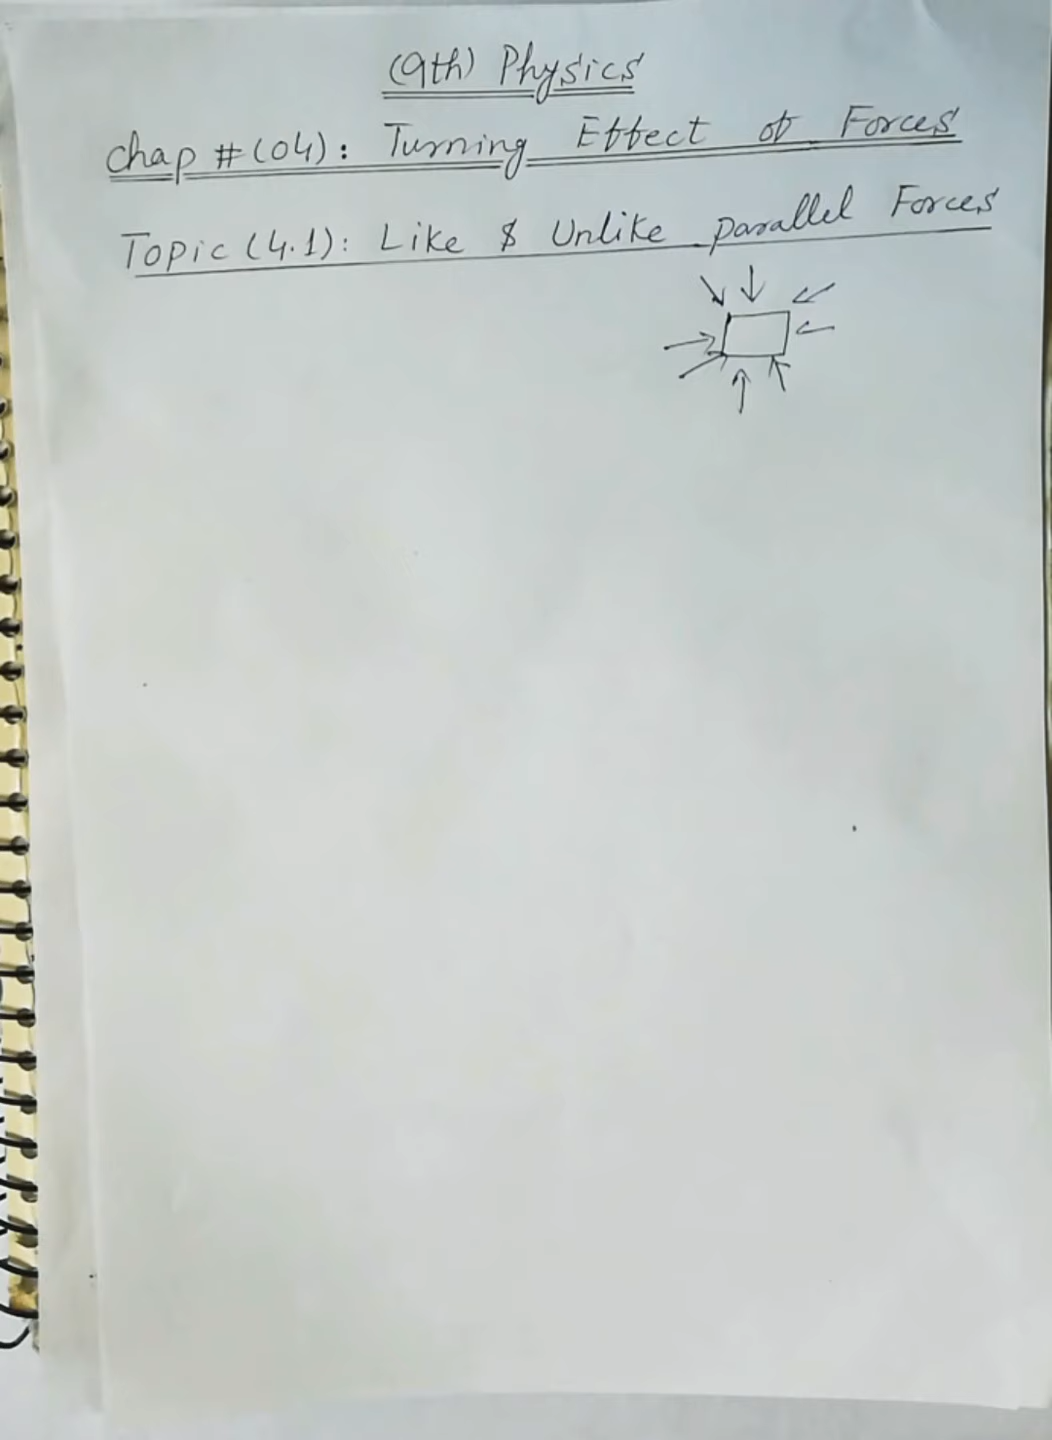 (9th) Physics
Chap #(04): Turning Effect of Forces
Topic (4.1): Like & Unlike parallel Forces